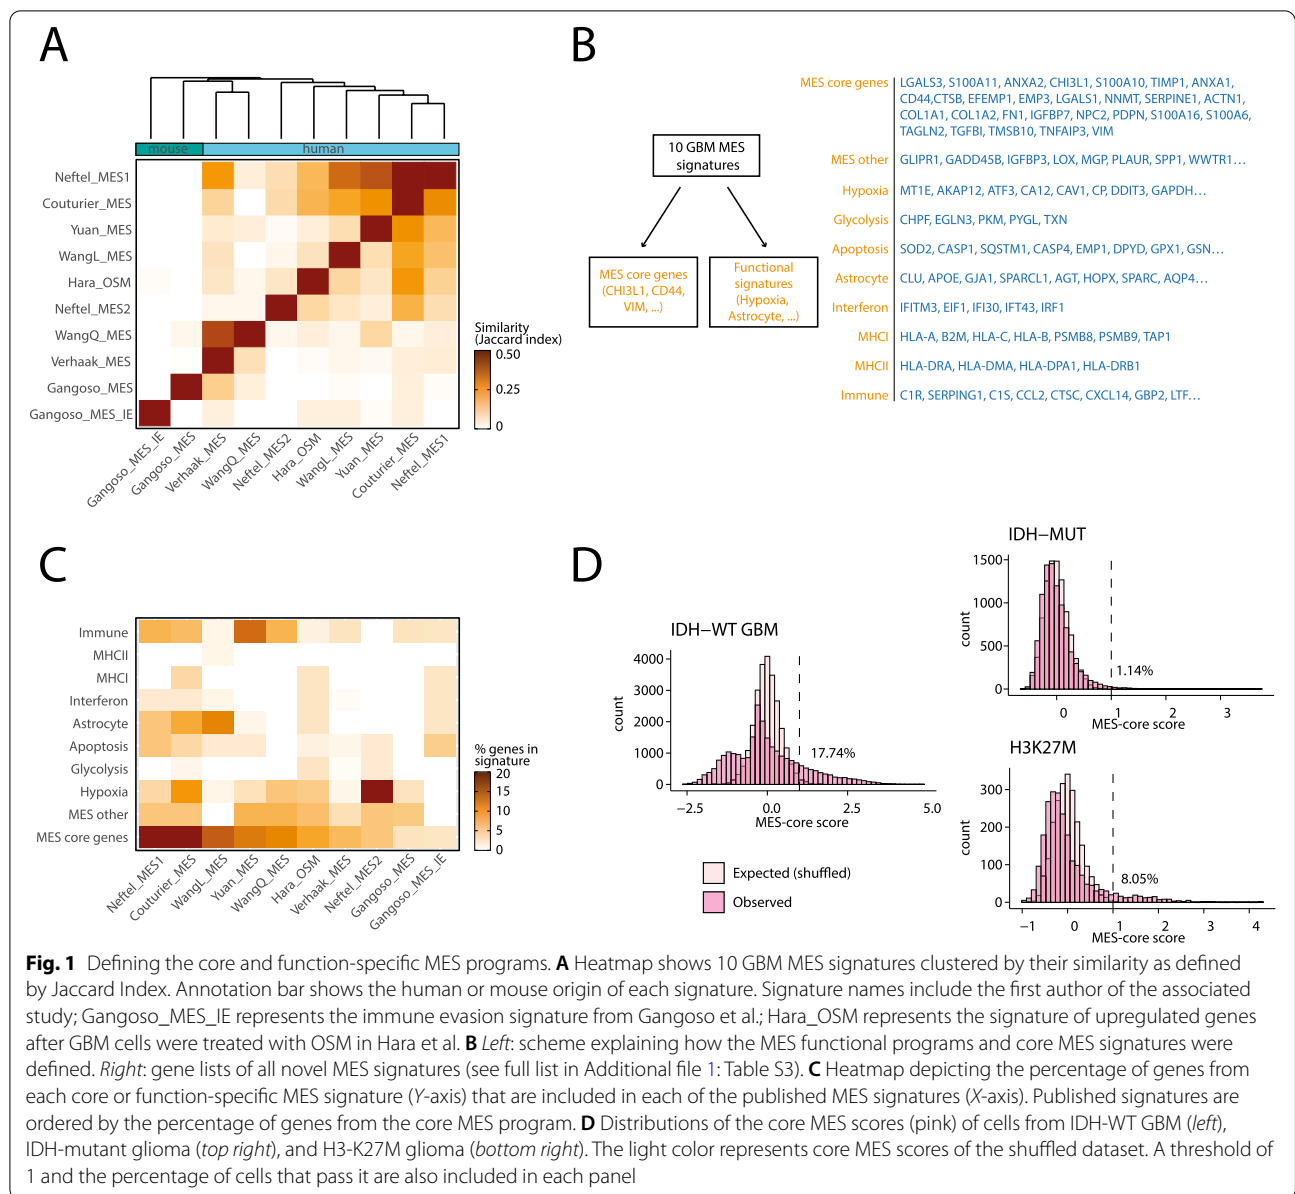 A
mouse
human
Neftel_MES1
Couturier_MES
Yuan_MES
WangL_MES
Hara_OSM
Neftel_MES2
WangQ_MES
Verhaak_MES
Gangoso_MES
Gangoso_MES_IE
Gangoso_MES_IE
Gangoso_MES
Verhaak_MES
WangQ_MES
Neftel_MES2
Hara_OSM
WangL_MES
Yuan_MES
Couturier_MES
Neftel_MES1
Similarity
(Jaccard index)
0.50
0.25
0
B
10 GBM MES
signatures
MES core genes
(CHI3L1, CD44,
VIM, ...)
Functional
signatures
(Hypoxia,
Astrocyte, ...)
MES core genes
LGALS3, S100A11, ANXA2, CHI3L1, S100A10, TIMP1, ANXA1,
CD44,CTSB, EFEMP1, EMP3, LGALS1, NNMT, SERPINE1, ACTN1,
COL1A1, COL1A2, FN1, IGFBP7, NPC2, PDPN, S100A16, S100A6,
TAGLN2, TGFBI, TMSB10, TNFAIP3, VIM
MES other GLIPR1, GADD45B, IGFBP3, LOX, MGP, PLAUR, SPP1, WWTR1…
Hypoxia MT1E, AKAP12, ATF3, CA12, CAV1, CP, DDIT3, GAPDH…
Glycolysis CHPF, EGLN3, PKM, PYGL, TXN
Apoptosis SOD2, CASP1, SQSTM1, CASP4, EMP1, DPYD, GPX1, GSN…
Astrocyte CLU, APOE, GJA1, SPARCL1, AGT, HOPX, SPARC, AQP4…
Interferon IFITM3, EIF1, IFI30, IFT43, IRF1
MHCI HLA-A, B2M, HLA-C, HLA-B, PSMB8, PSMB9, TAP1
MHCII HLA-DRA, HLA-DMA, HLA-DPA1, HLA-DRB1
Immune C1R, SERPING1, C1S, CCL2, CTSC, CXCL14, GBP2, LTF…
C
Immune
MHCII
MHCI
Interferon
Astrocyte
Apoptosis
Glycolysis
Hypoxia
MES other
MES core genes
Neftel_MES1
Couturier_MES
WangL_MES
Yuan_MES
WangQ_MES
Hara_OSM
Verhaak_MES
Neftel_MES2
Gangoso_MES
Gangoso_MES_IE
% genes in
signature
20
15
10
5
0
D
IDH−WT GBM
count
4000
3000
2000
1000
0
17.74%
−2.5 0.0 2.5 5.0
MES-core score
Expected (shuffled)
Observed
IDH−MUT
count
1500
1000
500
0
1.14%
0 1 2 3
MES-core score
H3K27M
count
300
200
100
0
8.05%
−1 0 1 2 3 4
MES-core score
Fig. 1 Defining the core and function-specific MES programs. A Heatmap shows 10 GBM MES signatures clustered by their similarity as defined
by Jaccard Index. Annotation bar shows the human or mouse origin of each signature. Signature names include the first author of the associated
study; Gangoso_MES_IE represents the immune evasion signature from Gangoso et al.; Hara_OSM represents the signature of upregulated genes
after GBM cells were treated with OSM in Hara et al. B Left: scheme explaining how the MES functional programs and core MES signatures were
defined. Right: gene lists of all novel MES signatures (see full list in Additional file 1: Table S3). C Heatmap depicting the percentage of genes from
each core or function-specific MES signature (Y-axis) that are included in each of the published MES signatures (X-axis). Published signatures are
ordered by the percentage of genes from the core MES program. D Distributions of the core MES scores (pink) of cells from IDH-WT GBM (left),
IDH-mutant glioma (top right), and H3-K27M glioma (bottom right). The light color represents core MES scores of the shuffled dataset. A threshold of
1 and the percentage of cells that pass it are also included in each panel